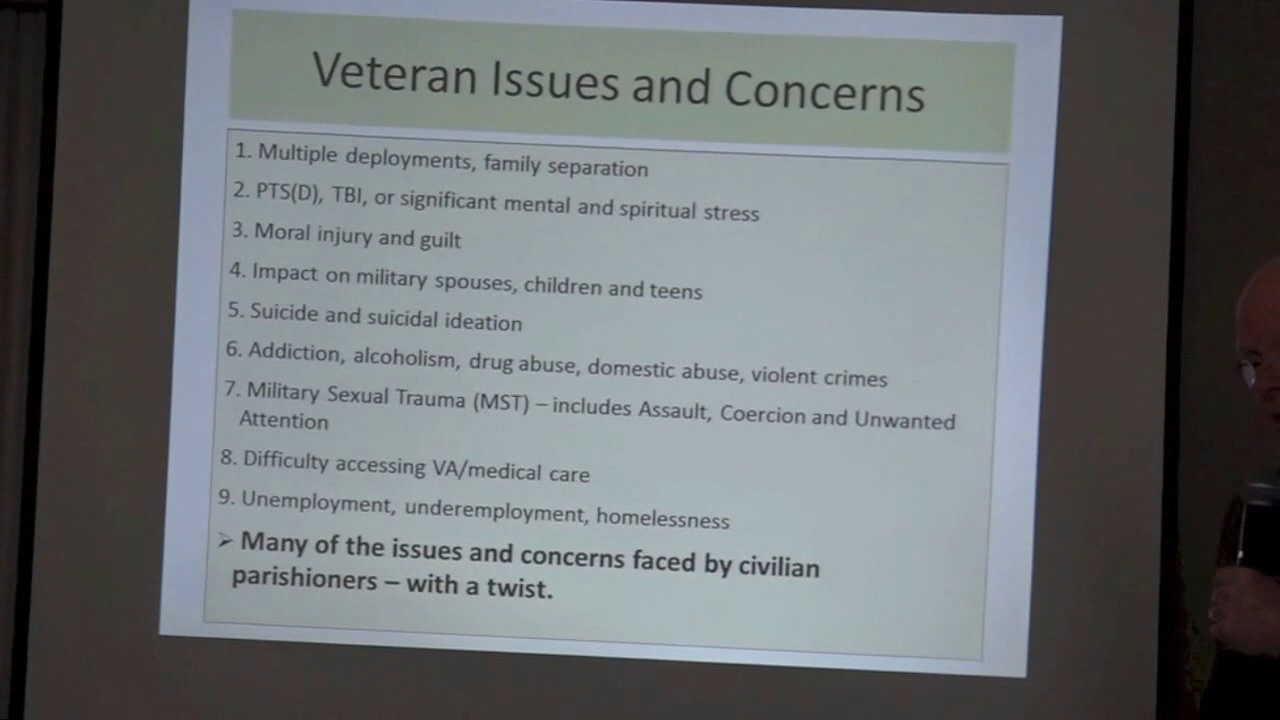 Veteran Issues and Concerns
1. Multiple deployments, family separation
2. PTS(D), TBI, or significant mental and spiritual stress
3. Moral injury and guilt
4. Impact on military spouses, children and teens
5. Suicide and suicidal ideation
6. Addiction, alcoholism, drug abuse, domestic abuse, violent crimes
7. Military Sexual Trauma (MST) – includes Assault, Coercion and Unwanted
Attention
8. Difficulty accessing VA/medical care
9. Unemployment, underemployment, homelessness
➢ Many of the issues and concerns faced by civilian
parishioners – with a twist.